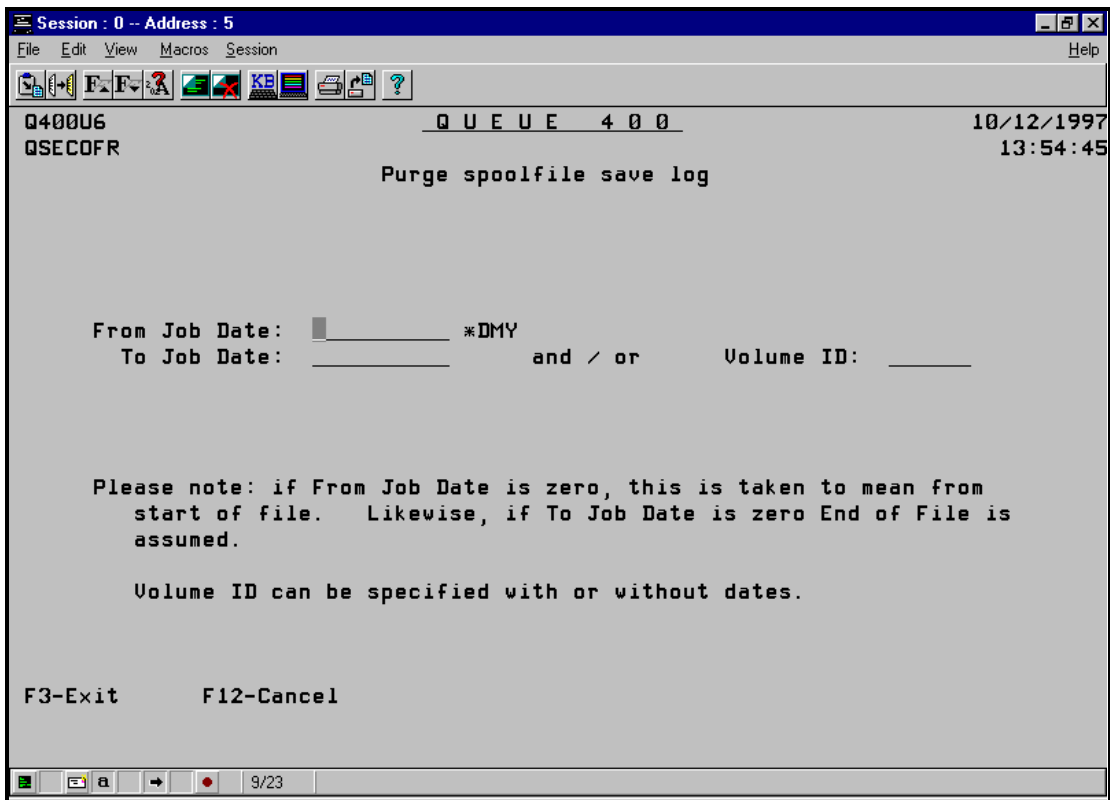 Session : 0 -- Address : 5
File Edit View Macros Session Help
KB
Q400U6 Q U E U E 4 0 0 10/12/1997
QSECOFR 13:54:45
Purge spoolfile save log
From Job Date: *DMY
To Job Date: and / or Volume ID:
Please note: if From Job Date is zero, this is taken to mean from
start of file. Likewise, if To Job Date is zero End of File is
assumed.
Volume ID can be specified with or without dates.
F3-Exit F12-Cancel
a 9/23